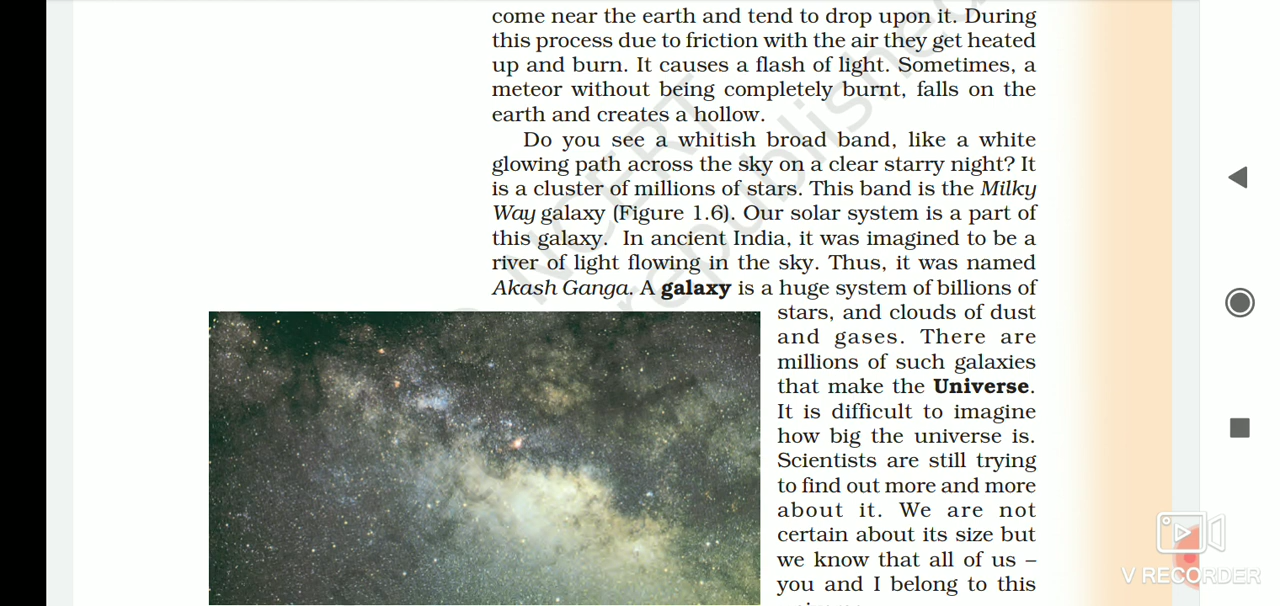 come near the earth and tend to drop upon it. During
this process due to friction with the air they get heated
up and burn. It causes a flash of light. Sometimes, a
meteor without being completely burnt, falls on the
earth and creates a hollow.
Do you see a whitish broad band, like a white
glowing path across the sky on a clear starry night? It
is a cluster of millions of stars. This band is the Milky
Way galaxy (Figure 1.6). Our solar system is a part of
this galaxy. In ancient India, it was imagined to be a
river of light flowing in the sky. Thus, it was named
Akash Ganga. A galaxy is a huge system of billions of
stars, and clouds of dust
and gases. There are
millions of such galaxies
that make the Universe.
It is difficult to imagine
how big the universe is.
Scientists are still trying
to find out more and more
about it. We are not
certain about its size but
we know that all of us –
you and I belong to this
NCERT
republished
V RECORDER